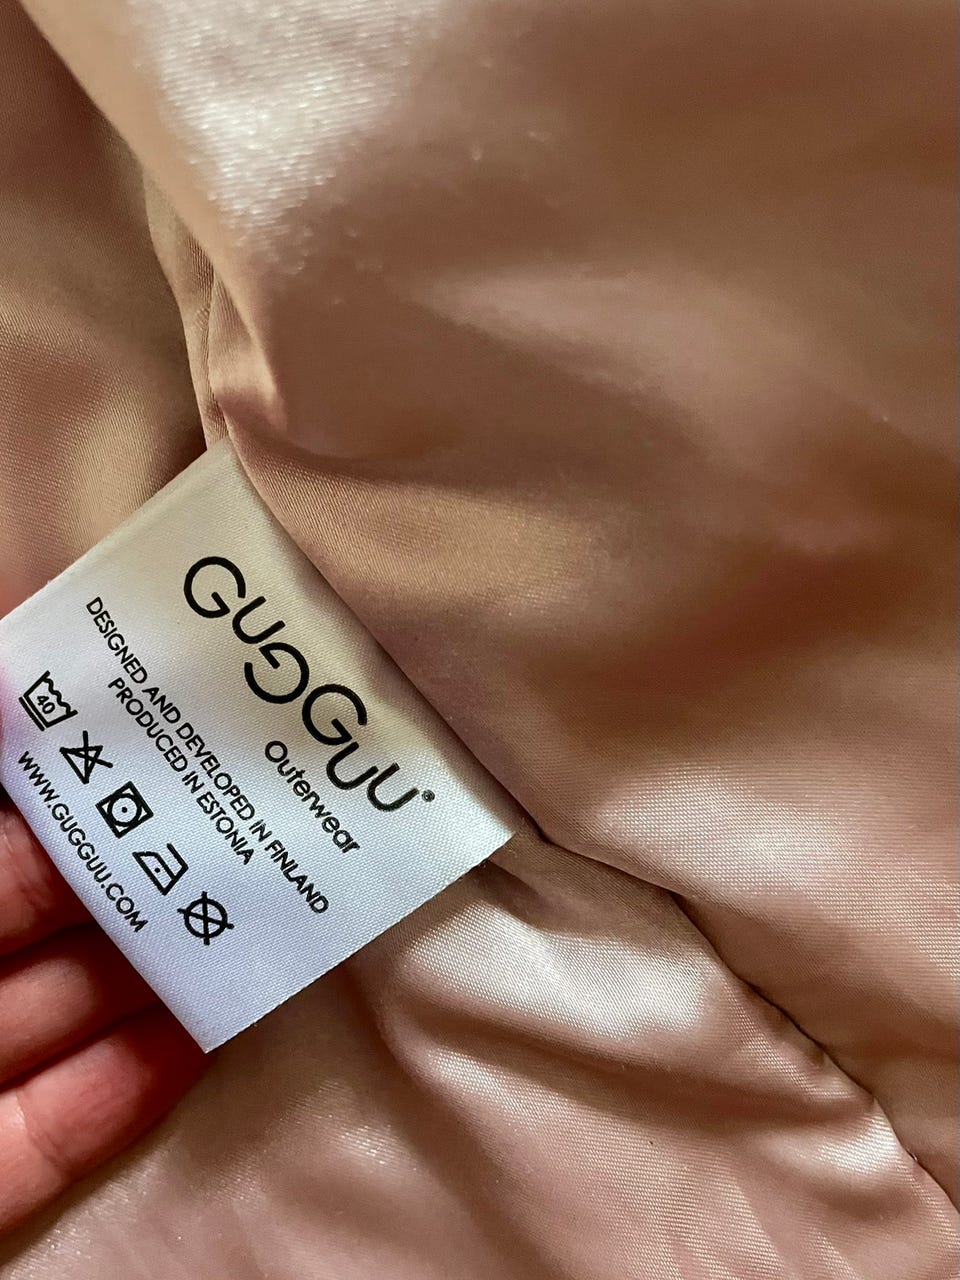 GUGGUU®
Outerwear
DESIGNED AND DEVELOPED IN FINLAND
PRODUCED IN ESTONIA
40
WWW.GUGGUU.COM